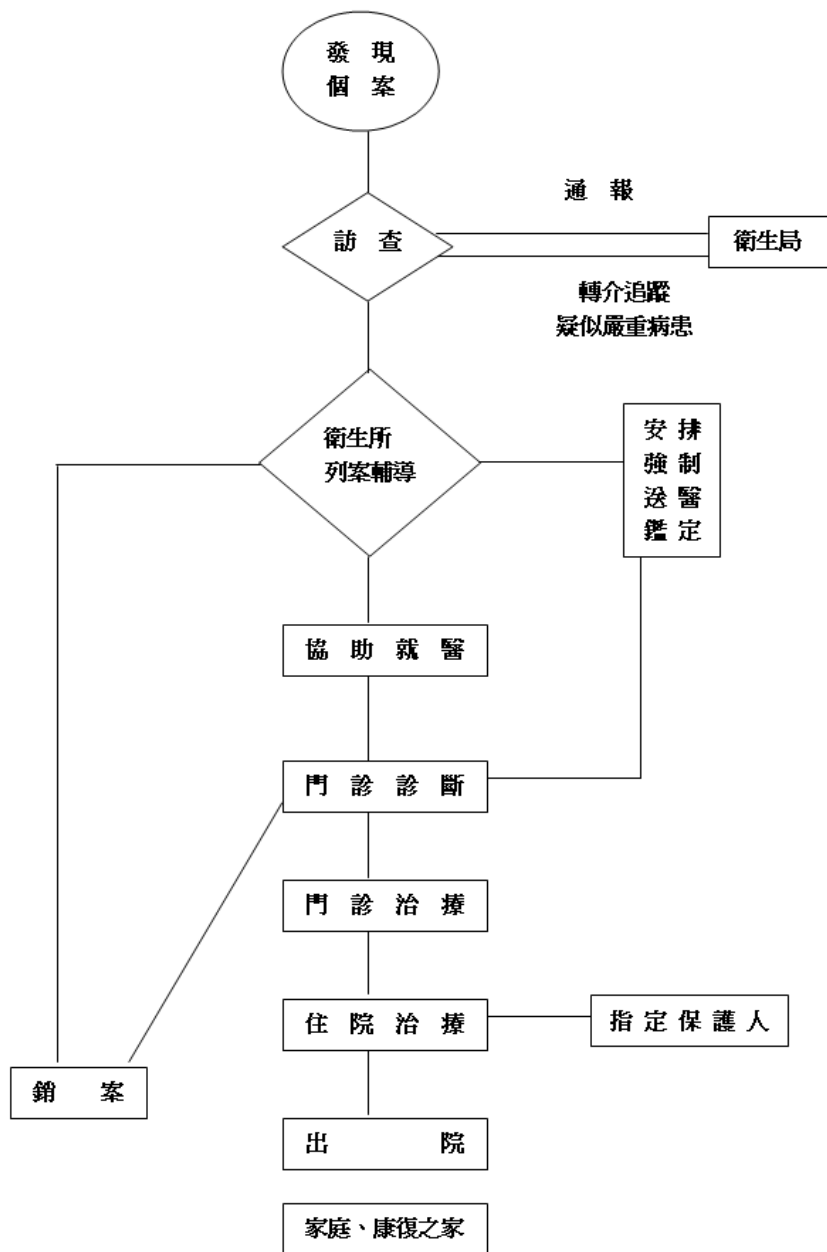 發現
個案
通報
訪查
衛生局
轉介追蹤
疑似嚴重病患
衛生所
列案輔導
安排
強制
送醫
鑑定
協助就醫
門診診斷
門診治療
住院治療
指定保護人
銷案
出院
家庭、康復之家